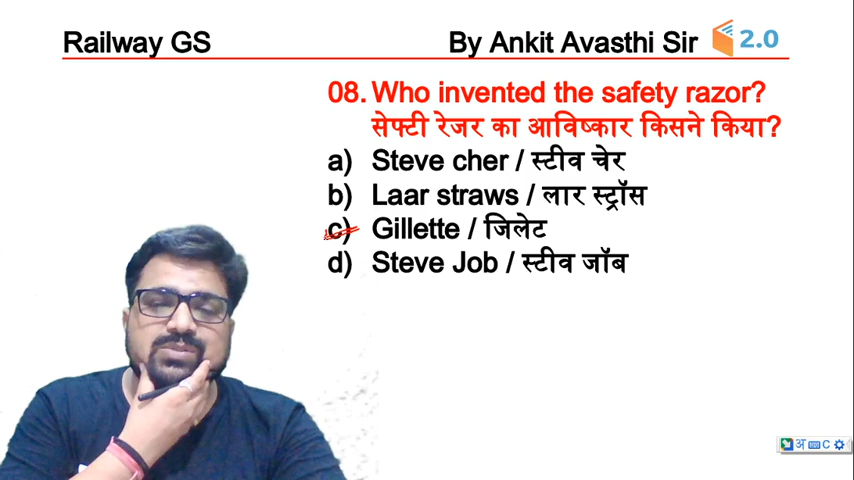 Railway GS
By Ankit Avasthi Sir 2.0
08. Who invented the safety razor?
सेफ्टी रेजर का आविष्कार किसने किया?
a) Steve cher / स्टीव चेर
b) Laar straws / लार स्ट्रॉस
c) Gillette / जिलेट
d) Steve Job / स्टीव जॉब
अ C